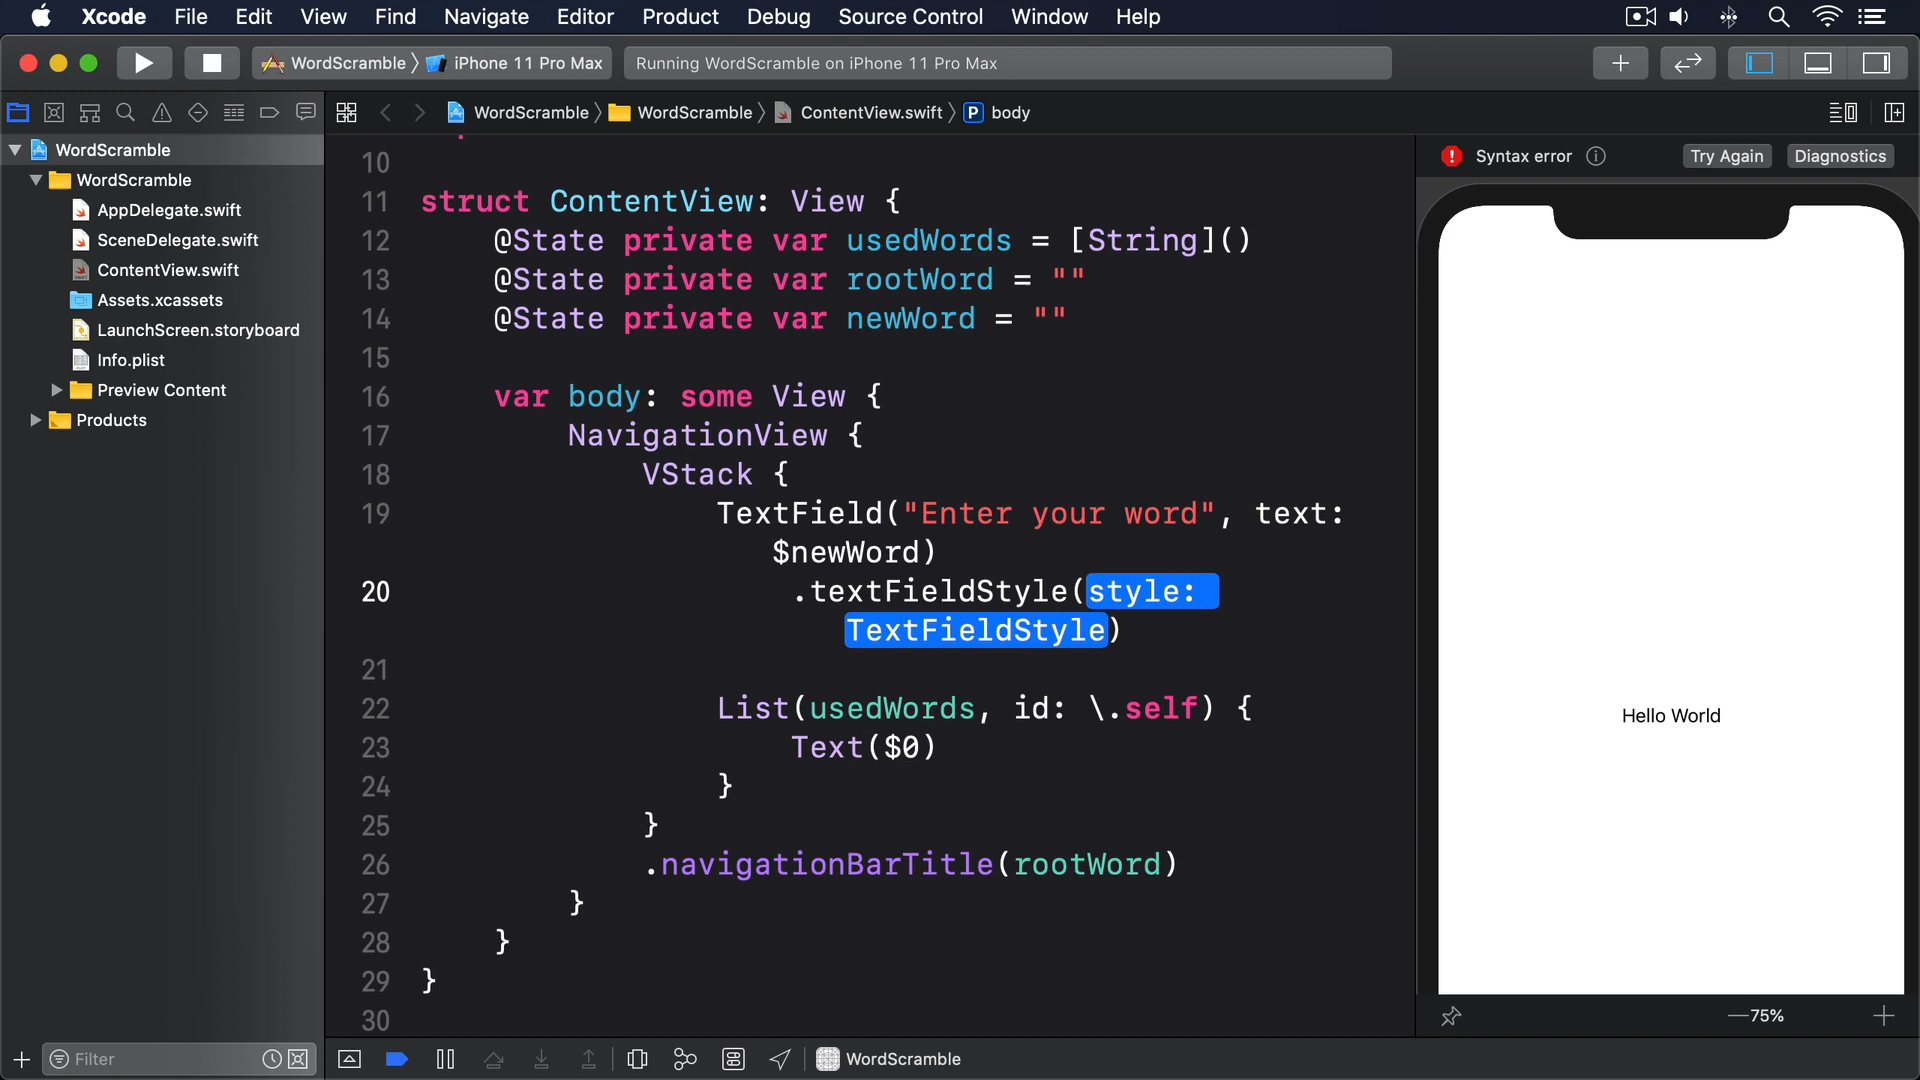 Xcode File Edit View Find Navigate Editor Product Debug Source Control Window Help
WordScramble iPhone 11 Pro Max Running WordScramble on iPhone 11 Pro Max
WordScramble WordScramble ContentView.swift P body
WordScramble
WordScramble
AppDelegate.swift
SceneDelegate.swift
ContentView.swift
Assets.xcassets
LaunchScreen.storyboard
Info.plist
Preview Content
Products
Filter
10
11 struct ContentView: View {
12 @State private var usedWords = [String]()
13 @State private var rootWord = ""
14 @State private var newWord = ""
15
16 var body: some View {
17 NavigationView {
18 VStack {
19 TextField("Enter your word", text:
$newWord)
20 .textFieldStyle(style:
TextFieldStyle)
21
22 List(usedWords, id: \.self) {
23 Text($0)
24 }
25 }
26 .navigationBarTitle(rootWord)
27 }
28 }
29 }
30
WordScramble
Syntax error Try Again Diagnostics
Hello World
75%